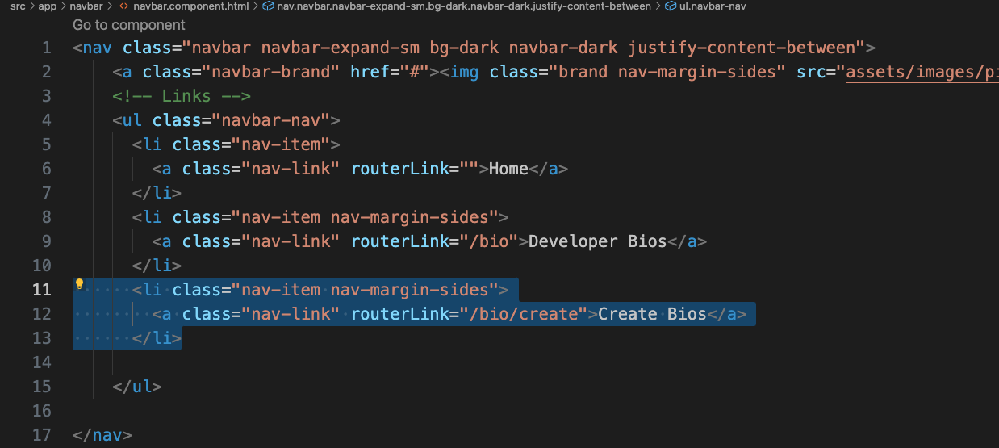 src > app > navbar > <> navbar.component.html > nav.navbar.navbar-expand-sm.bg-dark.navbar-dark.justify-content-between > ul.navbar-nav
Go to component
1 <nav class="navbar navbar-expand-sm bg-dark navbar-dark justify-content-between">
2 <a class="navbar-brand" href="#"><img class="brand nav-margin-sides" src="assets/images/pi
3 <!-- Links -->
4 <ul class="navbar-nav">
5 <li class="nav-item">
6 <a class="nav-link" routerLink="">Home</a>
7 </li>
8 <li class="nav-item nav-margin-sides">
9 <a class="nav-link" routerLink="/bio">Developer Bios</a>
10 </li>
11 <li class="nav-item nav-margin-sides">
12 <a class="nav-link" routerLink="/bio/create">Create Bios</a>
13 </li>
14
15 </ul>
16
17 </nav>